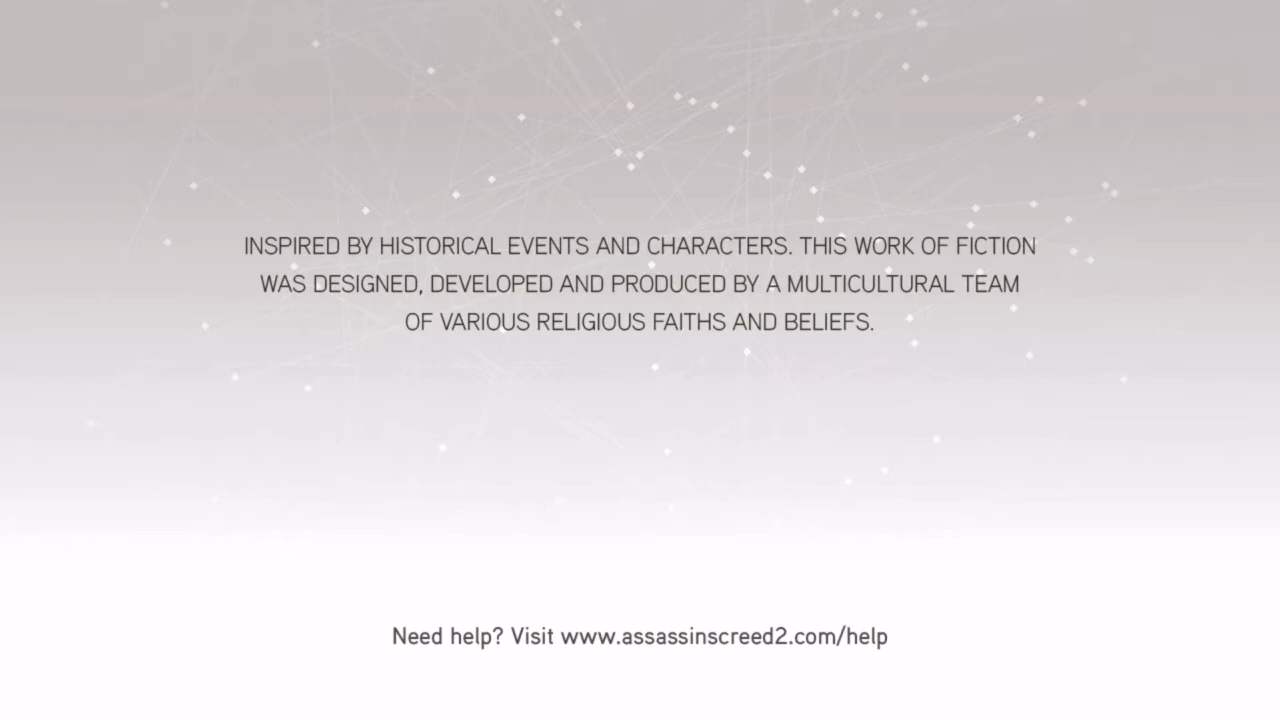 INSPIRED BY HISTORICAL EVENTS AND CHARACTERS. THIS WORK OF FICTION
WAS DESIGNED, DEVELOPED AND PRODUCED BY A MULTICULTURAL TEAM
OF VARIOUS RELIGIOUS FAITHS AND BELIEFS.
Need help? Visit www.assassinscreed2.com/help